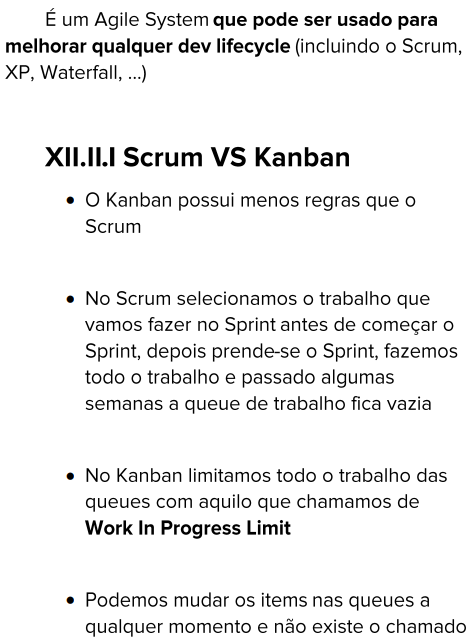 É um Agile System que pode ser usado para
melhorar qualquer dev lifecycle (incluindo o Scrum,
XP, Waterfall, ...)
XII.II.I Scrum VS Kanban
• O Kanban possui menos regras que o
Scrum
• No Scrum selecionamos o trabalho que
vamos fazer no Sprint antes de começar o
Sprint, depois prende-se o Sprint, fazemos
todo o trabalho e passado algumas
semanas a queue de trabalho fica vazia
• No Kanban limitamos todo o trabalho das
queues com aquilo que chamamos de
Work In Progress Limit
• Podemos mudar os items nas queues a
qualquer momento e não existe o chamado